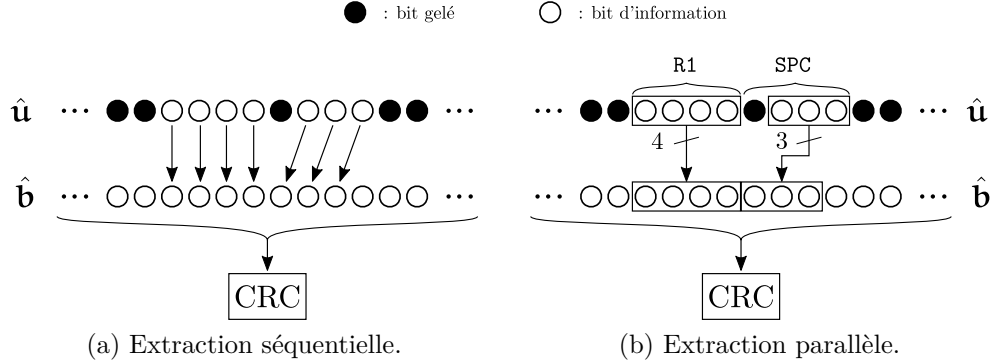 : bit gelé : bit d'information
R1 SPC
û ··· ··· ··· ··· û
4 3
b̂ ··· ··· ··· ··· b̂
CRC CRC
(a) Extraction séquentielle. (b) Extraction parallèle.